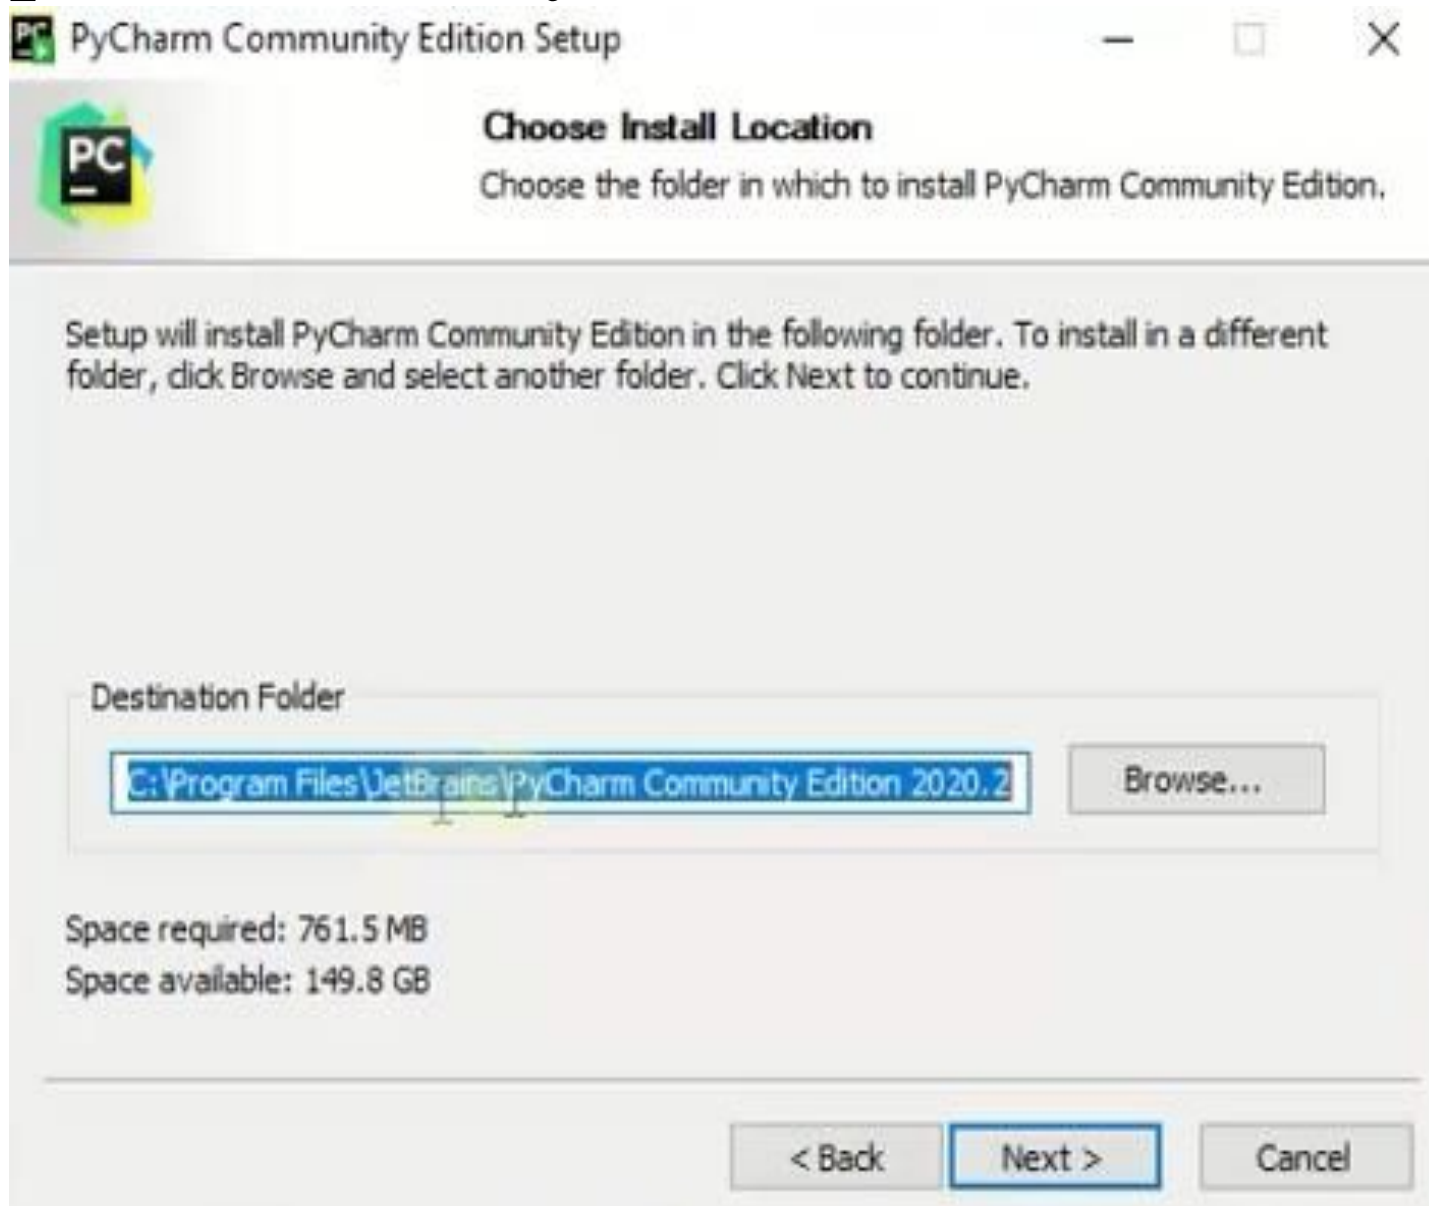 PyCharm Community Edition Setup
PC
Choose Install Location
Choose the folder in which to install PyCharm Community Edition.
Setup will install PyCharm Community Edition in the following folder. To install in a different
folder, click Browse and select another folder. Click Next to continue.
Destination Folder
C:\Program Files\JetBrains\PyCharm Community Edition 2020.2
Browse...
Space required: 761.5 MB
Space available: 149.8 GB
< Back
Next >
Cancel